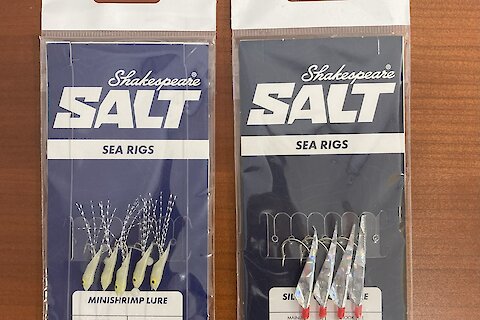 Shakespeare®
SALT
SEA RIGS
MINISHRIMP LURE
Shakespeare®
SALT
SEA RIGS